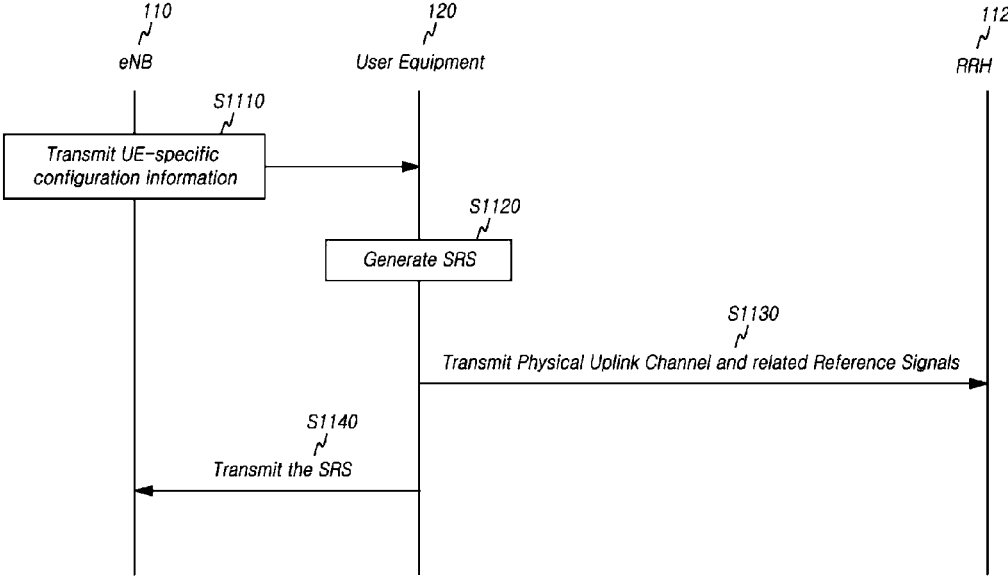 110
120
112
eNB
User Equipment
RRH
S1110
Transmit UE-specific
configuration information
S1120
Generate SRS
S1130
Transmit Physical Uplink Channel and related Reference Signals
S1140
Transmit the SRS